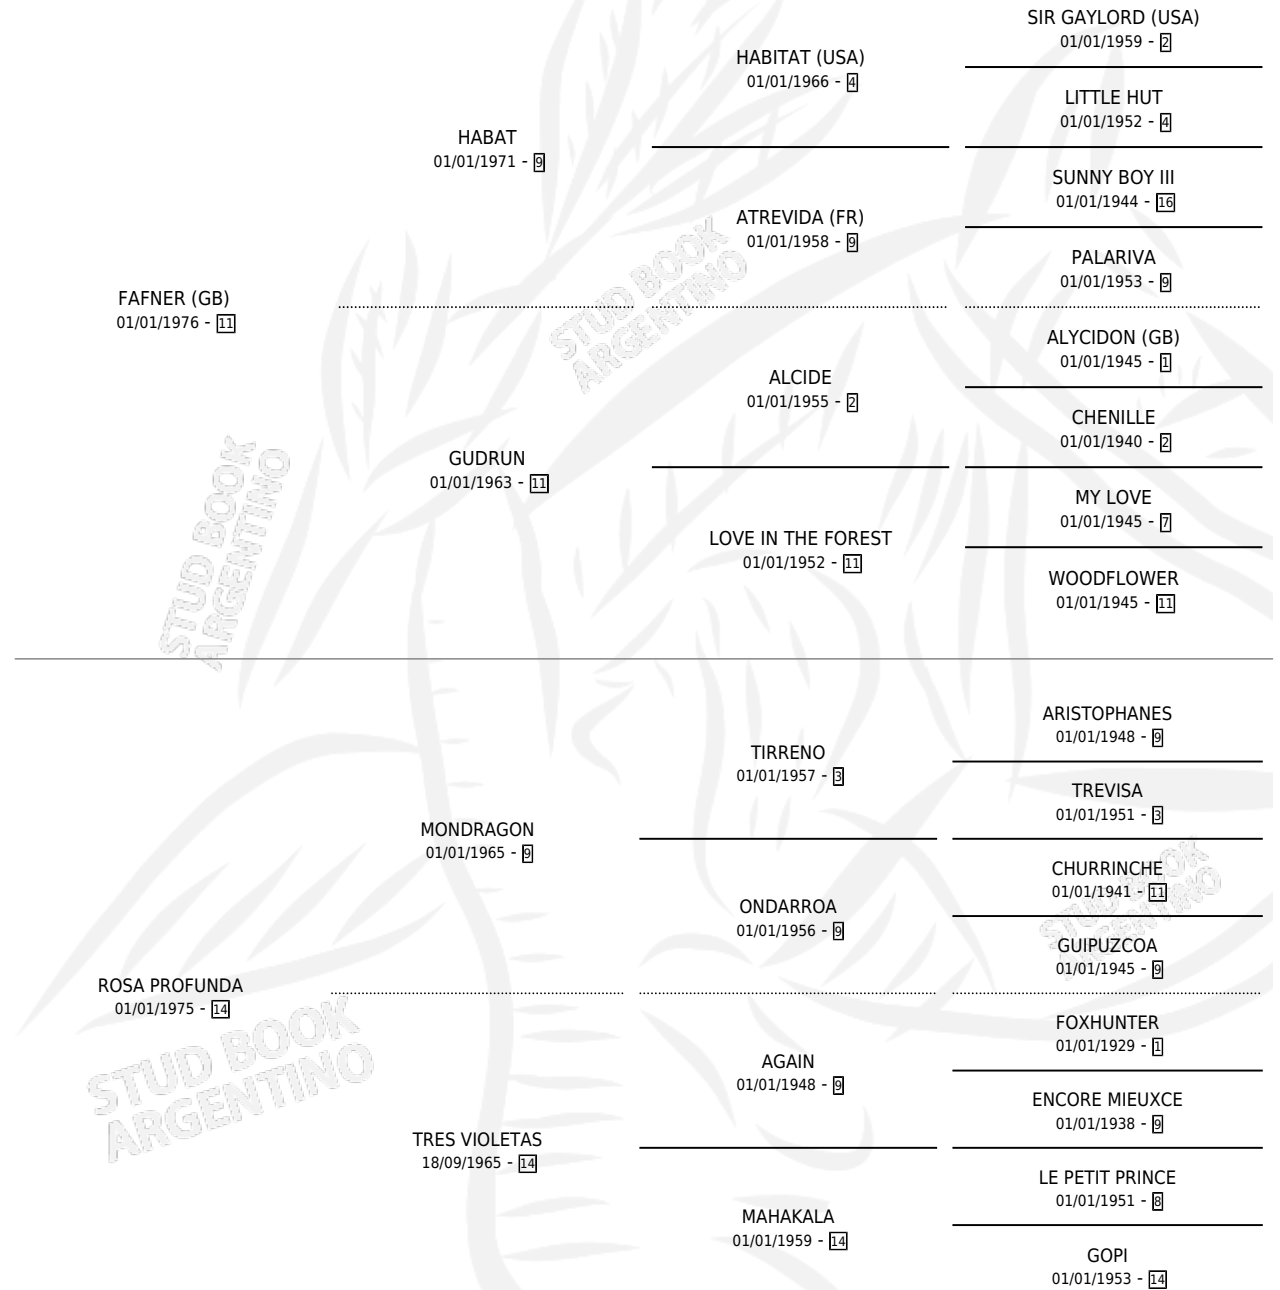 SIR GAYLORD (USA)
01/01/1959 - 2
HABITAT (USA)
01/01/1966 - 4
LITTLE HUT
01/01/1952 - 4
HABAT
01/01/1971 - 9
SUNNY BOY III
01/01/1944 - 16
ATREVIDA (FR)
01/01/1958 - 9
PALARIVA
01/01/1953 - 9
FAFNER (GB)
01/01/1976 - 11
ALYCIDON (GB)
01/01/1945 - 1
ALCIDE
01/01/1955 - 2
CHENILLE
01/01/1940 - 2
GUDRUN
01/01/1963 - 11
MY LOVE
01/01/1945 - 7
LOVE IN THE FOREST
01/01/1952 - 11
WOODFLOWER
01/01/1945 - 11
ARISTOPHANES
01/01/1948 - 9
TIRRENO
01/01/1957 - 3
TREVISA
01/01/1951 - 3
MONDRAGON
01/01/1965 - 9
CHURRINCHE
01/01/1941 - 11
ONDARROA
01/01/1956 - 9
GUIPUZCOA
01/01/1945 - 9
ROSA PROFUNDA
01/01/1975 - 14
FOXHUNTER
01/01/1929 - 1
AGAIN
01/01/1948 - 9
ENCORE MIEUXCE
01/01/1938 - 9
TRES VIOLETAS
18/09/1965 - 14
LE PETIT PRINCE
01/01/1951 - 8
MAHAKALA
01/01/1959 - 14
GOPI
01/01/1953 - 14
STUD BOOK
ARGENTINO
STUD BOOK
ARGENTINO
STUD BOOK
ARGENTINO
STUD BOOK
ARGENTINO